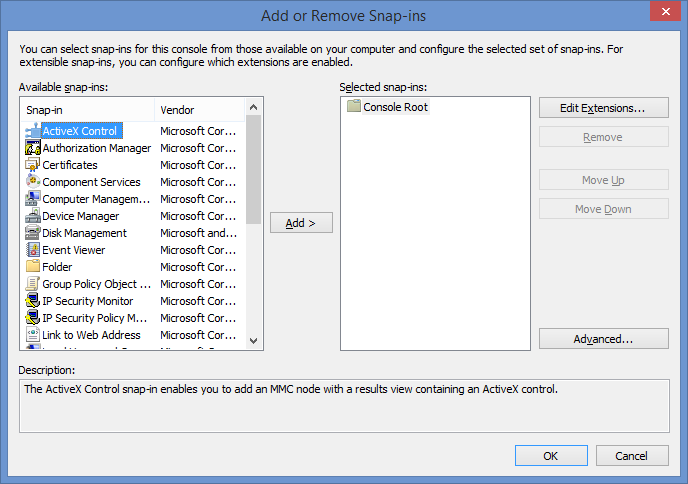 Add or Remove Snap-ins
You can select snap-ins for this console from those available on your computer and configure the selected set of snap-ins. For
extensible snap-ins, you can configure which extensions are enabled.
Available snap-ins:
Snap-in Vendor
ActiveX Control Microsoft Cor...
Authorization Manager Microsoft Cor...
Certificates Microsoft Cor...
Component Services Microsoft Cor...
Computer Managem... Microsoft Cor...
Device Manager Microsoft Cor...
Disk Management Microsoft and...
Event Viewer Microsoft Cor...
Folder Microsoft Cor...
Group Policy Object ... Microsoft Cor...
IP Security Monitor Microsoft Cor...
IP Security Policy M... Microsoft Cor...
Link to Web Address Microsoft Cor...
Add >
Selected snap-ins:
Console Root
Edit Extensions...
Remove
Move Up
Move Down
Advanced...
Description:
The ActiveX Control snap-in enables you to add an MMC node with a results view containing an ActiveX control.
OK
Cancel